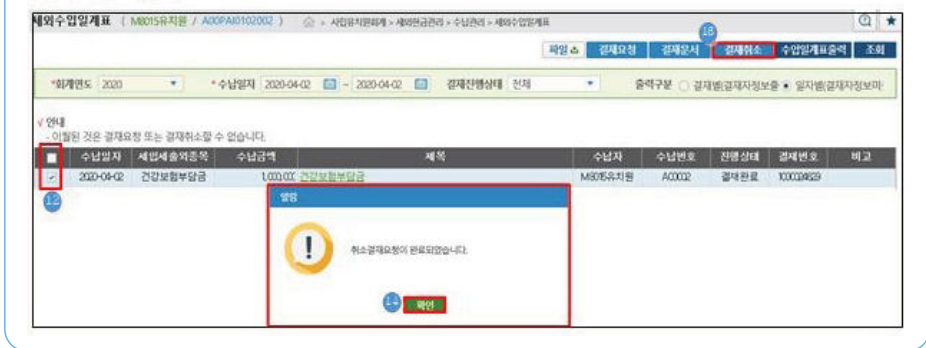 세외수입일계표 ( M8015유치원 / A00PAI0102002 ) > 사립유치원회계 > 세외현금관리 > 수납관리 > 세외수입일계표
18
파일 결재요청 결재문서 결재취소 수입일계표출력 조회
*회계연도 2020 *수납일자 2020-04-02 ~ 2020-04-02 결재진행상태 전체 출력구분 결재별(결재자정보출 일자별(결재자정보미
√ 안내
- 이월된 것은 결재요청 또는 결재취소할 수 없습니다.
수납일자 세입세출외종목 수납금액 제목 수납자 수납번호 진행상태 결재번호 비고
2020-04-02 건강보험부담금 건강보험부담금 M8015유치원 A00002 결재완료
12
알림
취소결재요청이 완료되었습니다.
확인